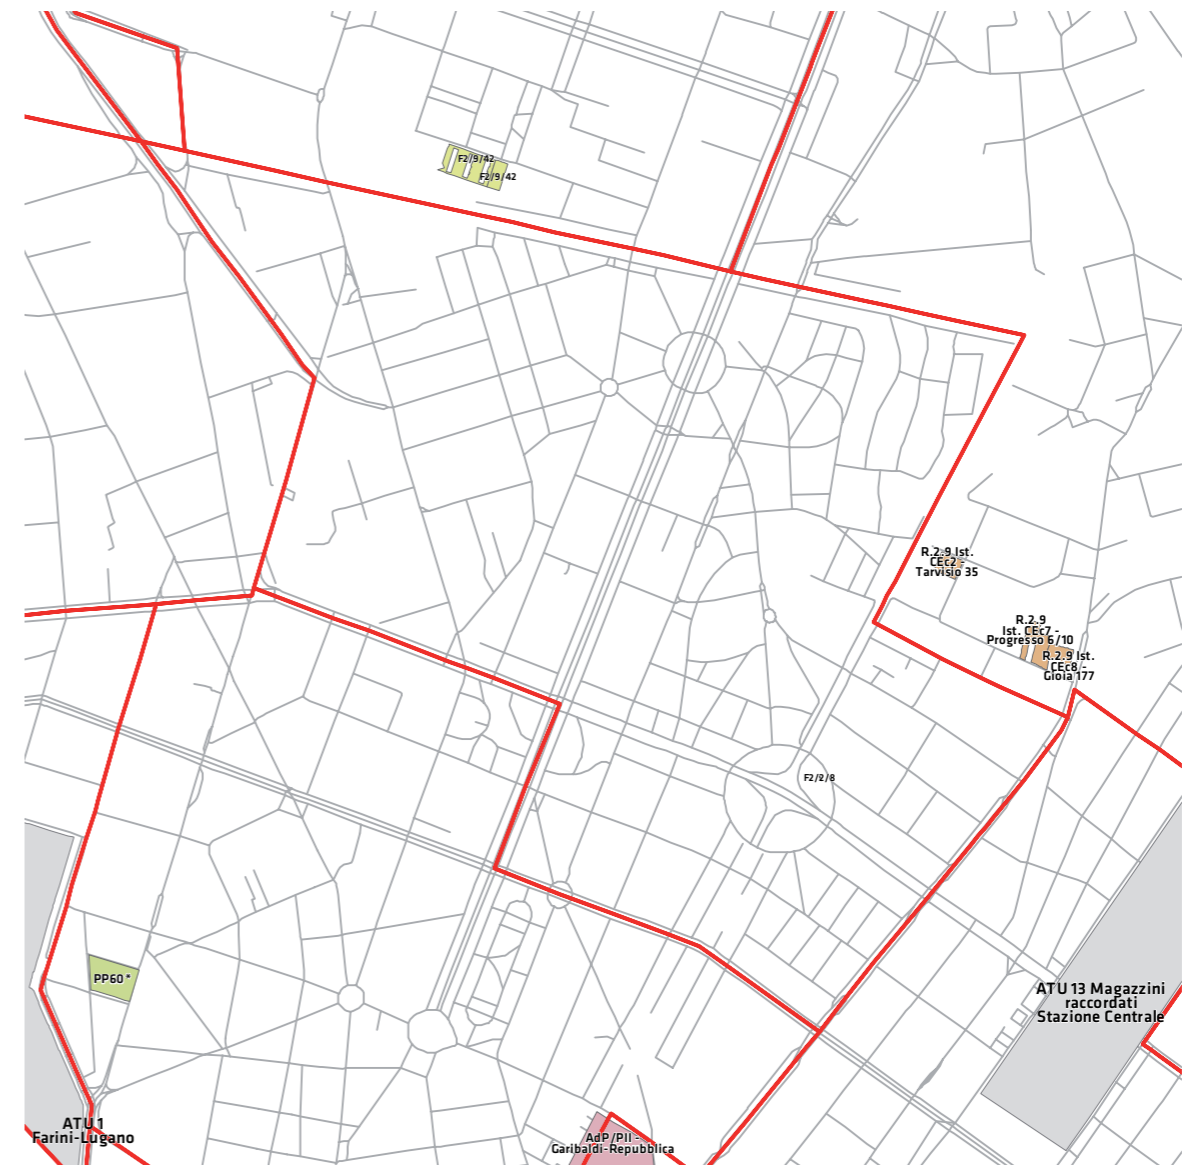 F2/9/42
F2/9/42
R.2.9 Ist.
CEc2 -
Tarvisio 35
R.2.9
Ist. CEc7 -
Progresso 6/10
R.2.9 Ist.
CEc8 -
Gioia 177
F2/2/8
PP60*
ATU 13 Magazzini
raccordati
Stazione Centrale
ATU 1
Farini-Lugano
AdP/PII -
Garibaldi-Repubblica